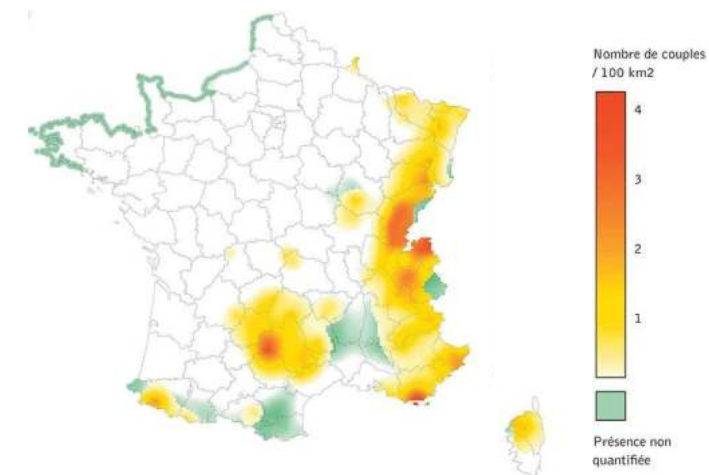 Nombre de couples
/ 100 km2
4
3
2
1
Présence non
quantifiée